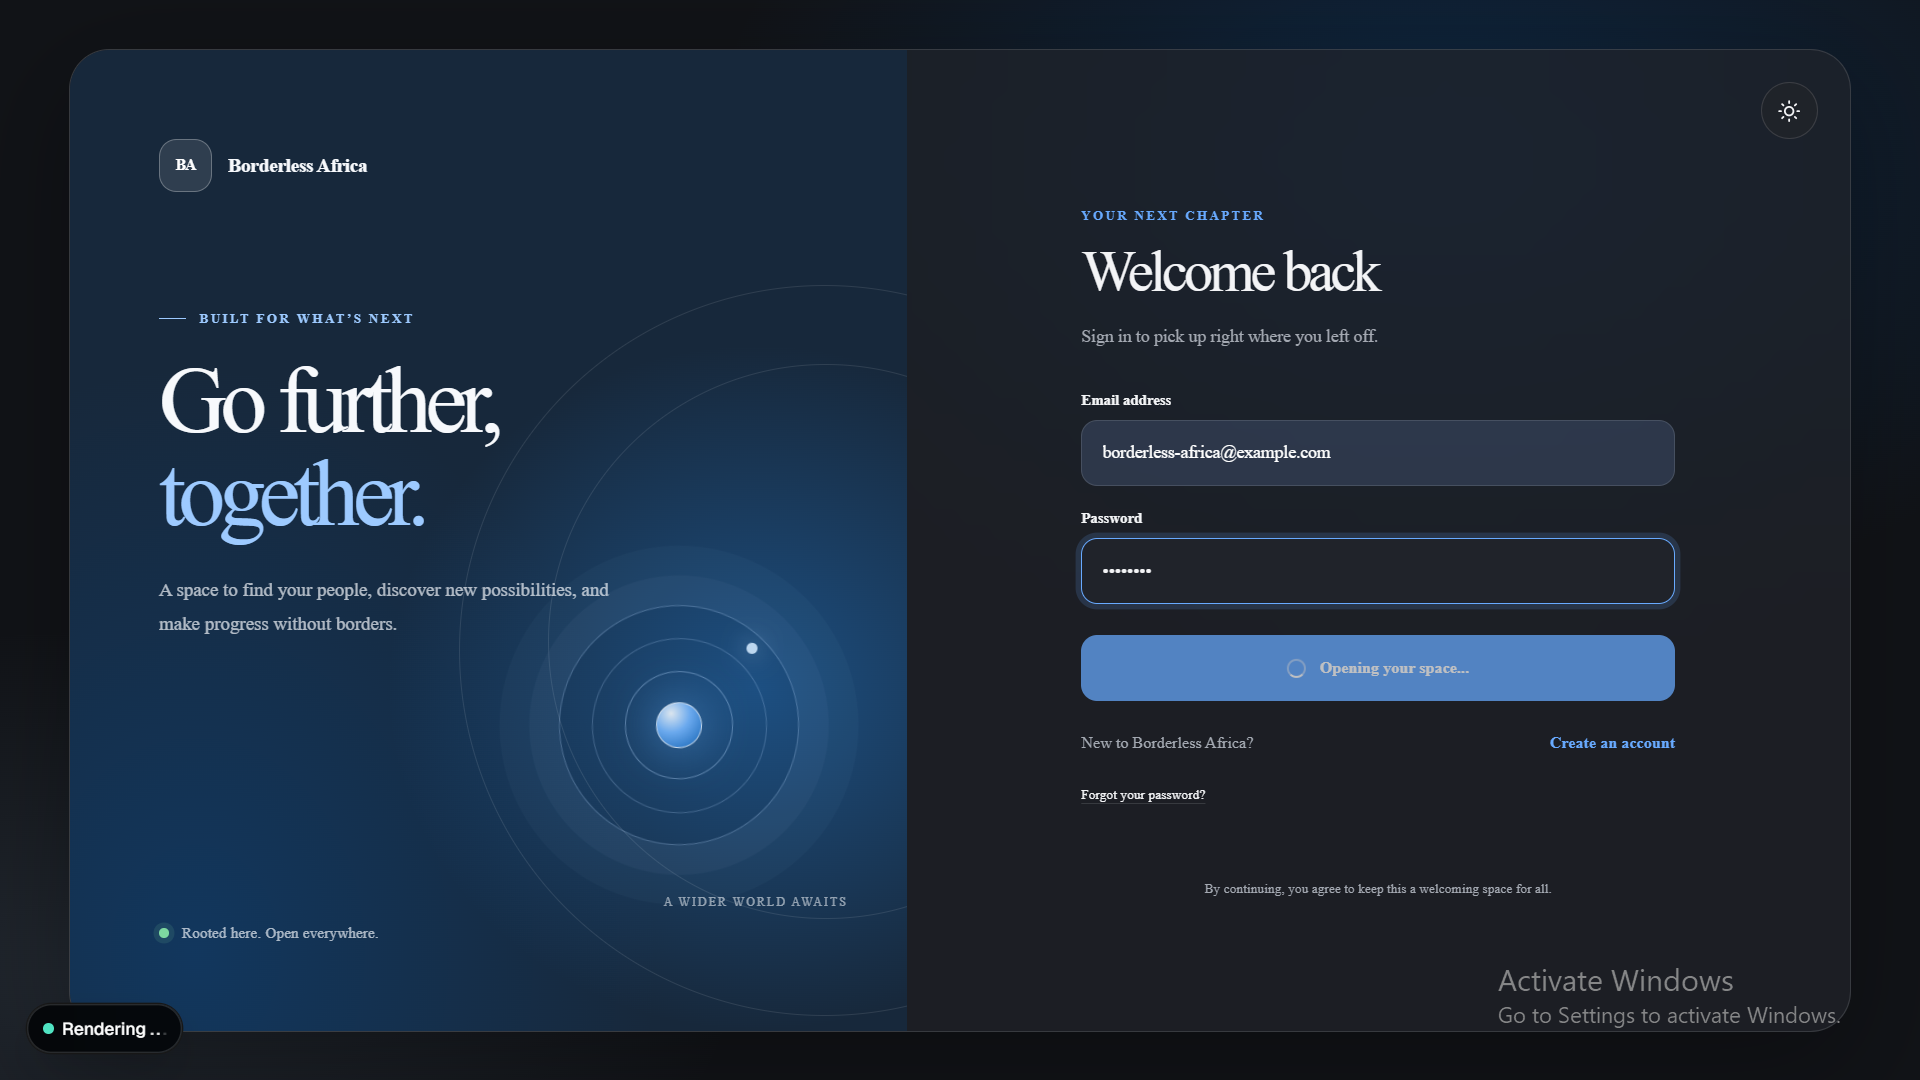 BA
Borderless Africa
BUILT FOR WHAT’S NEXT
Go further,
together.
A space to find your people, discover new possibilities, and
make progress without borders.
A WIDER WORLD AWAITS
Rooted here. Open everywhere.
Rendering ...
YOUR NEXT CHAPTER
Welcome back
Sign in to pick up right where you left off.
Email address
borderless-africa@example.com
Password
••••••••
Opening your space...
New to Borderless Africa?
Create an account
Forgot your password?
By continuing, you agree to keep this a welcoming space for all.
Activate Windows
Go to Settings to activate Windows.